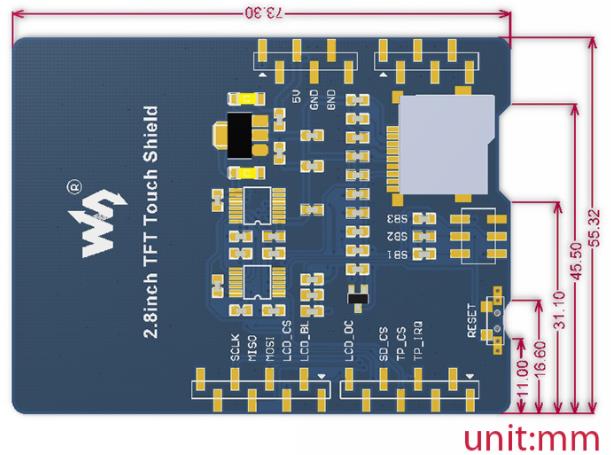 73.30
5V
GND
GND
2.8inch TFT Touch Shield
®
SB3
SB2
SB1
RESET
SCLK
MISO
MOSI
LCD_CS
LCD_BL
LCD_DC
SD_CS
TP_CS
TP_IRQ
11.00
16.60
31.10
45.50
55.32
unit:mm